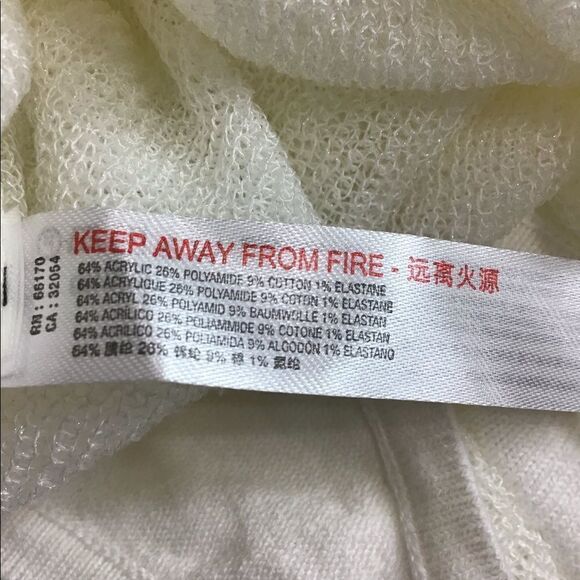 KEEP AWAY FROM FIRE - 远离火源
64% ACRYLIC 26% POLYAMIDE 9% COTTON 1% ELASTANE
64% ACRYLIQUE 26% POLYAMIDE 9% COTON 1% ELASTANE
64% ACRYL 26% POLYAMID 9% BAUMWOLLE 1% ELASTAN
64% ACRILICO 26% POLIAMMIDE 9% COTONE 1% ELASTAN
64% ACRILICO 26% POLIAMIDA 9% ALGODON 1% ELASTANO
64% 腈纶 26% 锦纶 9% 棉 1% 氨纶
RN : 66170
CA : 32054